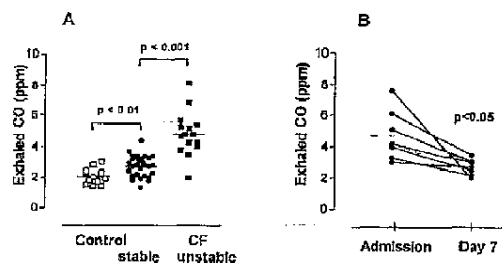 A
p < 0.001
p < 0.01
Exhaled CO (ppm)
10
8
6
4
2
0
Control
stable
CF
unstable
B
p<0.05
Exhaled CO (ppm)
10
8
6
4
2
0
Admission
Day 7